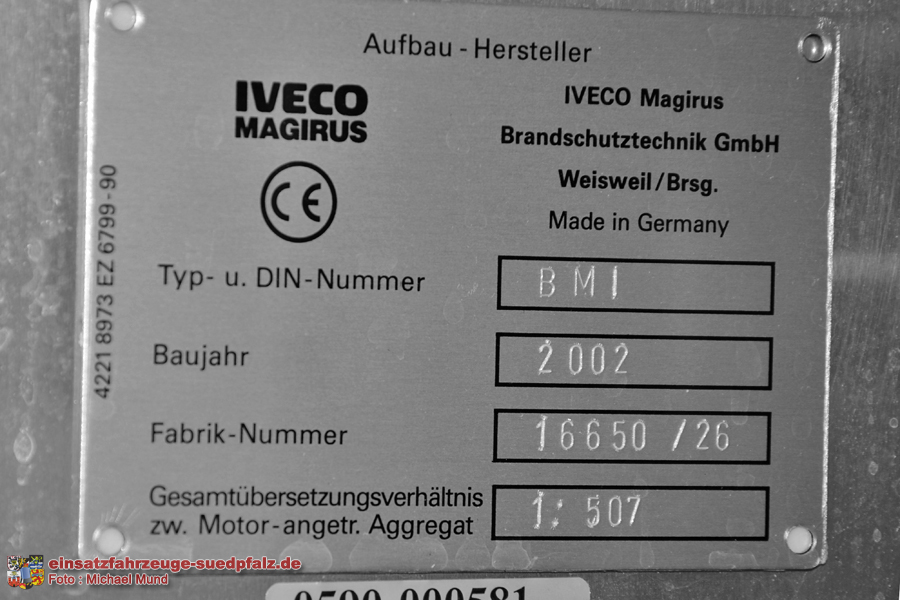 Aufbau - Hersteller
IVECO
MAGIRUS
CE
IVECO Magirus
Brandschutztechnik GmbH
Weisweil/Brsg.
Made in Germany
4221 8973 EZ 6799-90
Typ- u. DIN-Nummer BMI
Baujahr 2002
Fabrik-Nummer 16650 /26
Gesamtübersetzungsverhältnis
zw. Motor-angetr. Aggregat 1: 507
einsatzfahrzeuge-suedpfalz.de
Foto : Michael Mund